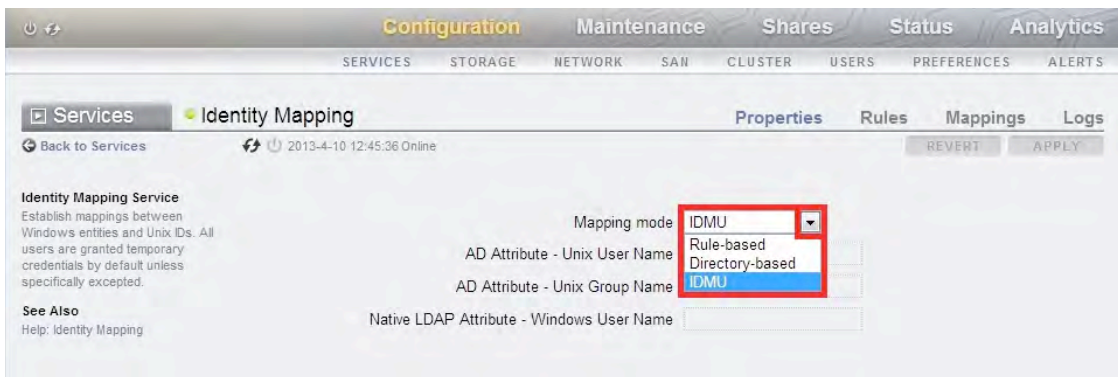 Configuration Maintenance Shares Status Analytics
SERVICES STORAGE NETWORK SAN CLUSTER USERS PREFERENCES ALERTS
Services Identity Mapping Properties Rules Mappings Logs
Back to Services 2013-4-10 12:45:36 Online REVERT APPLY
Identity Mapping Service
Establish mappings between
Windows entities and Unix IDs. All
users are granted temporary
credentials by default unless
specifically excepted.
See Also
Help: Identity Mapping
Mapping mode IDMU
Rule-based
Directory-based
IDMU
AD Attribute - Unix User Name
AD Attribute - Unix Group Name
Native LDAP Attribute - Windows User Name